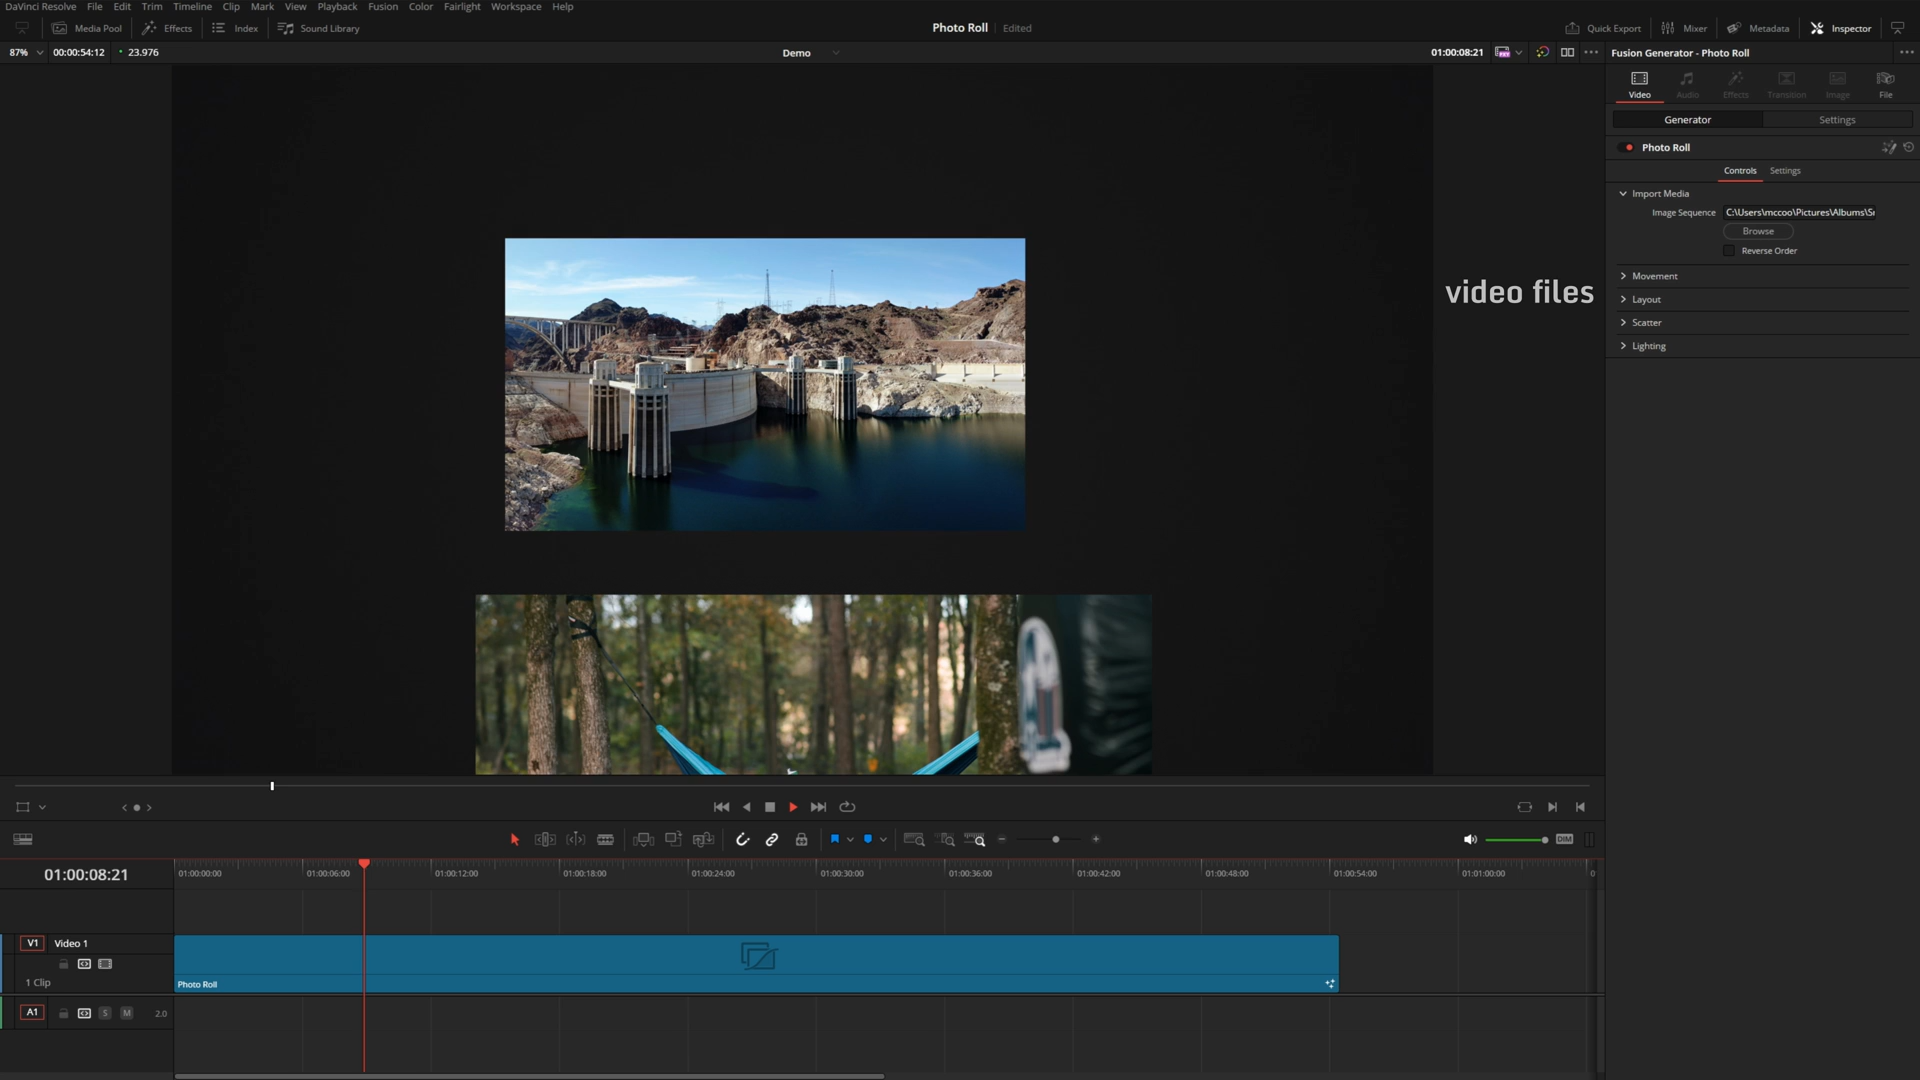 DaVinci Resolve File Edit Trim Timeline Clip Mark View Playback Fusion Color Fairlight Workspace Help
Media Pool Effects Index Sound Library Photo Roll Edited Quick Export Mixer Metadata Inspector
87% 00:00:54:12 23.976 Demo 01:00:08:21 Fusion Generator - Photo Roll
Video Audio Effects Transition Image File
Generator Settings
Photo Roll
Controls Settings
Import Media
Image Sequence C:\Users\mccoo\Pictures\Albums\S
Browse
Reverse Order
Movement
video files
Layout
Scatter
Lighting
DIM
01:00:08:21 01:00:00:00 01:00:06:00 01:00:12:00 01:00:18:00 01:00:24:00 01:00:30:00 01:00:36:00 01:00:42:00 01:00:48:00 01:00:54:00 01:01:00:00 0
V1 Video 1
1 Clip Photo Roll
A1 S M 2.0